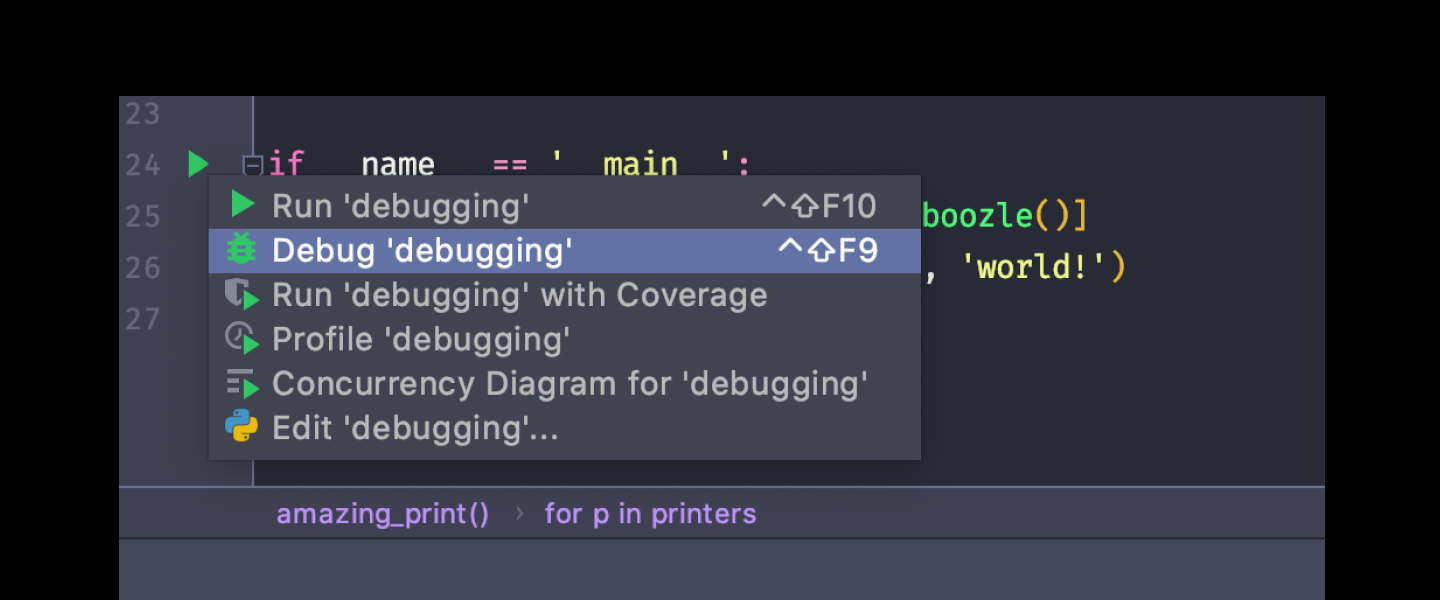 23
24 if __name__ == '__main__':
Run 'debugging' ^⇧F10
25 boozle()]
Debug 'debugging' ^⇧F9
26 , 'world!')
Run 'debugging' with Coverage
27
Profile 'debugging'
Concurrency Diagram for 'debugging'
Edit 'debugging'...
amazing_print() › for p in printers